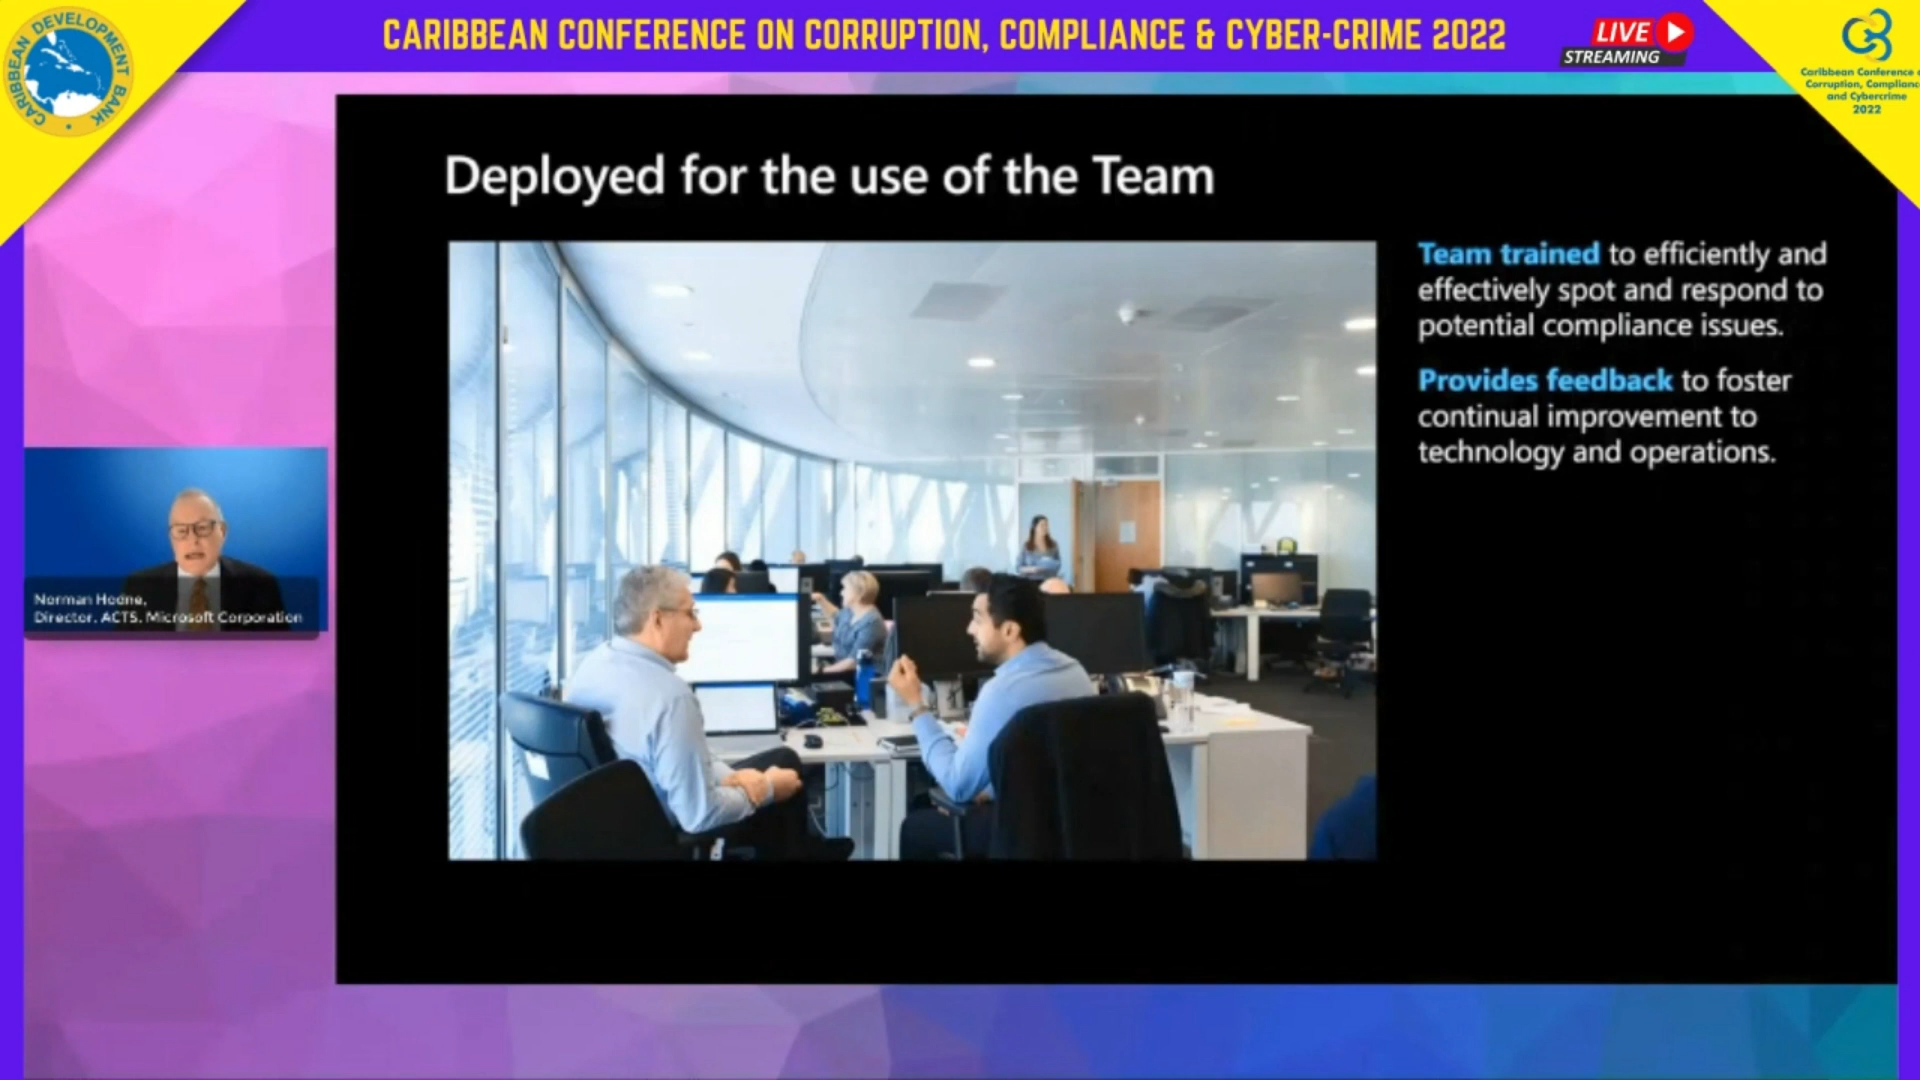 CARIBBEAN DEVELOPMENT BANK
CARIBBEAN CONFERENCE ON CORRUPTION, COMPLIANCE & CYBER-CRIME 2022
LIVE
STREAMING
Caribbean Conference
Corruption, Complianc
and Cybercrime
2022
Deployed for the use of the Team
Team trained to efficiently and
effectively spot and respond to
potential compliance issues.
Provides feedback to foster
continual improvement to
technology and operations.
Norman Hodne,
Director, ACTS, Microsoft Corporation